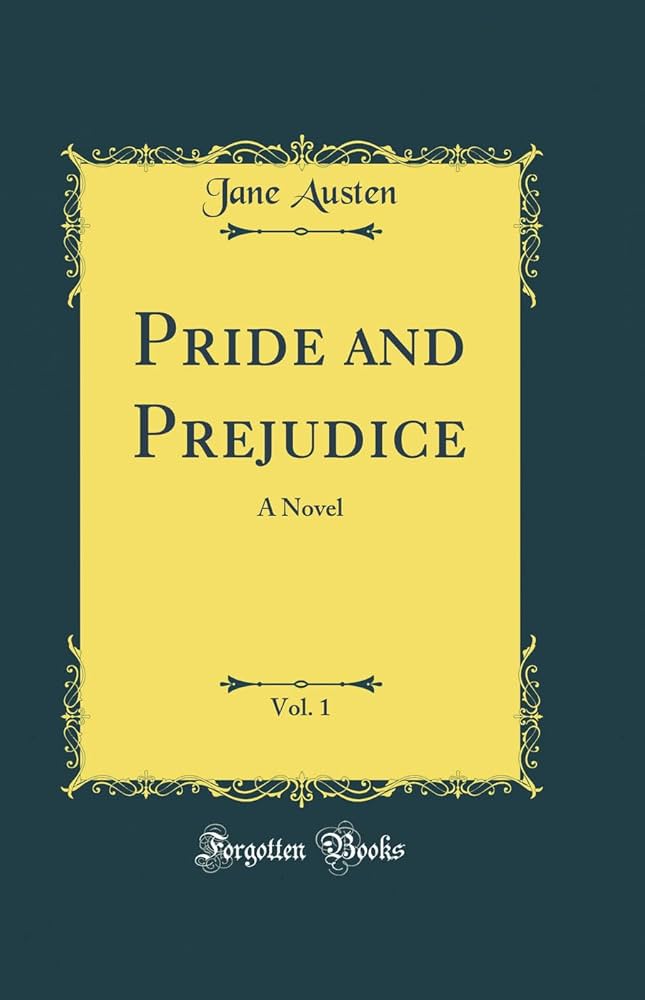 Jane Austen
Pride and
Prejudice
A Novel
Vol. 1
Forgotten Books